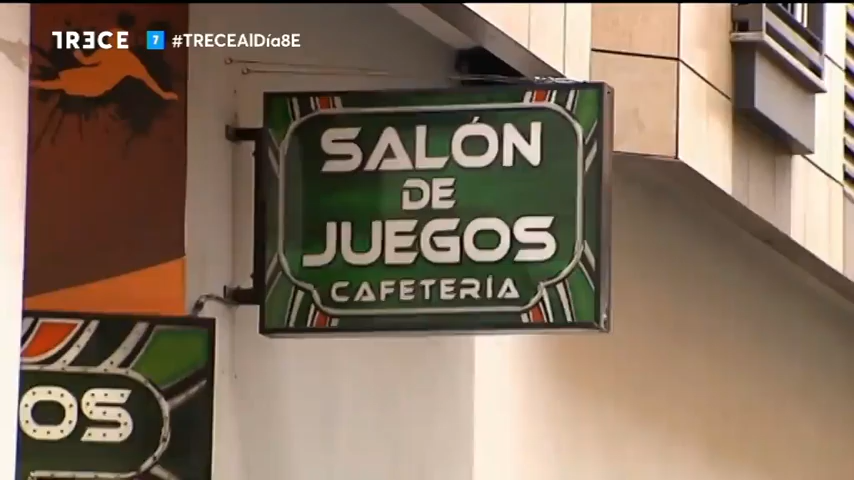 TRECE 7 #TRECEAlDía8E
SALÓN
DE
JUEGOS
CAFETERÍA
OS